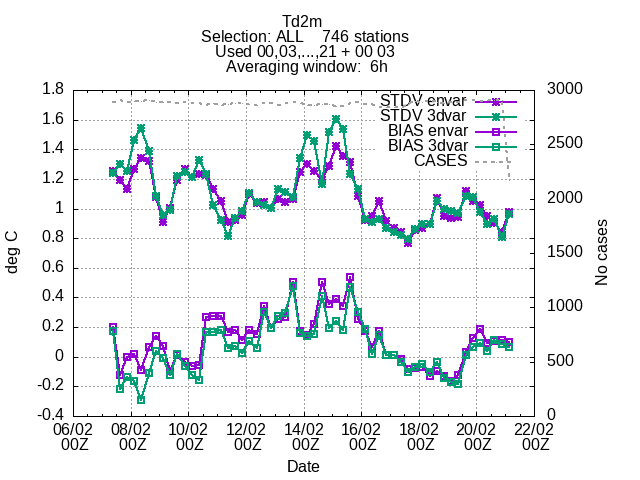 Td2m
Selection: ALL    746 stations
Used 00,03,...,21 + 00 03
Averaging window:  6h
1.8
1.6
1.4
1.2
1
0.8
0.6
0.4
0.2
0
-0.2
-0.4
deg C
3000
2500
2000
1500
1000
500
0
No cases
STDV envar
STDV 3dvar
BIAS envar
BIAS 3dvar
CASES
06/02 08/02 10/02 12/02 14/02 16/02 18/02 20/02 22/02
00Z 00Z 00Z 00Z 00Z 00Z 00Z 00Z 00Z
Date